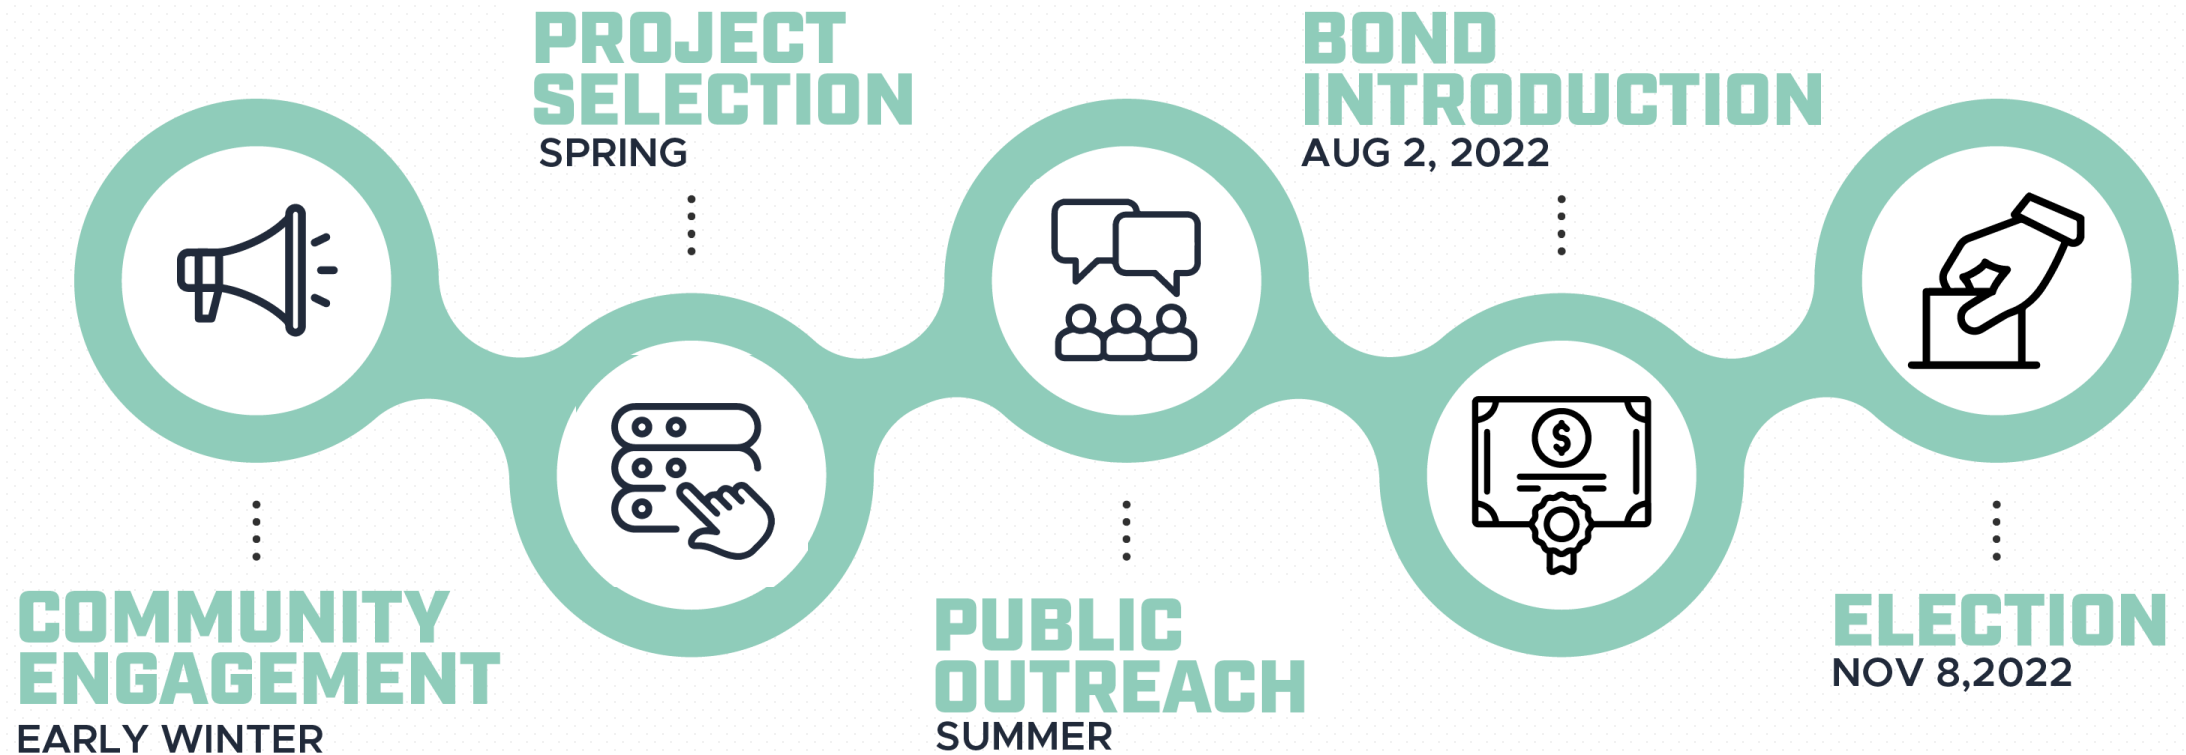 COMMUNITY
ENGAGEMENT
EARLY WINTER
PROJECT
SELECTION
SPRING
PUBLIC
OUTREACH
SUMMER
BOND
INTRODUCTION
AUG 2, 2022
$
ELECTION
NOV 8,2022